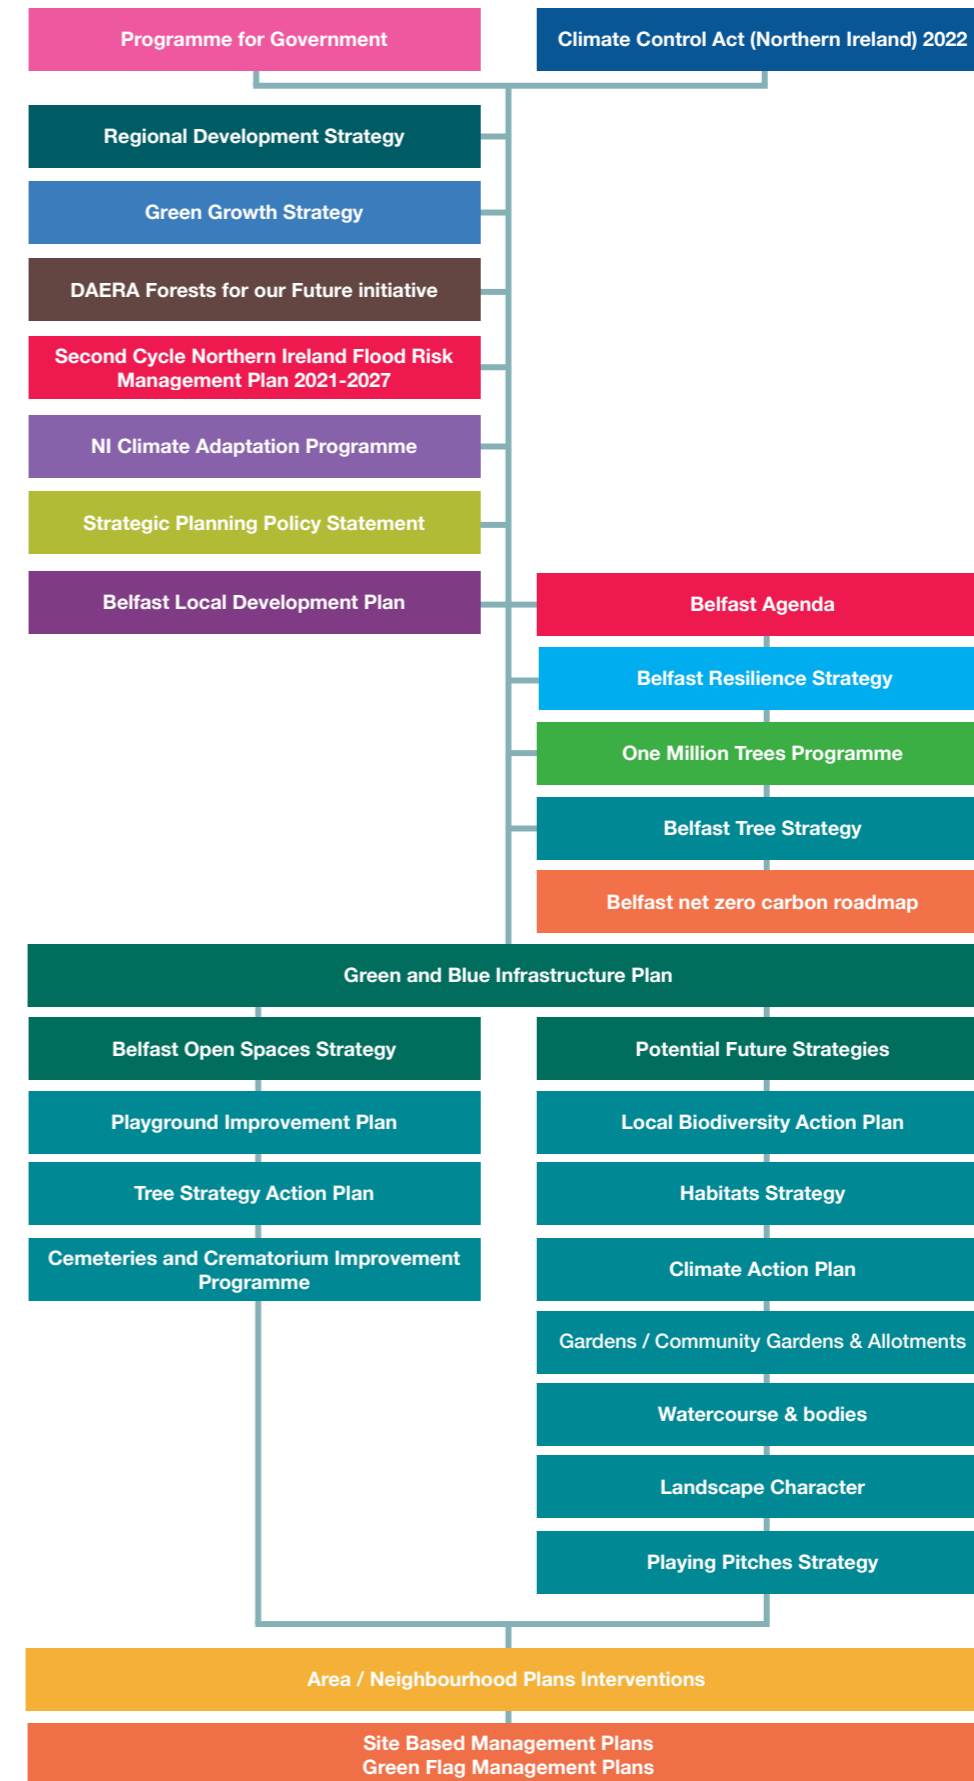 Programme for Government
Climate Control Act (Northern Ireland) 2022
Regional Development Strategy
Green Growth Strategy
DAERA Forests for our Future initiative
Second Cycle Northern Ireland Flood Risk
Management Plan 2021-2027
NI Climate Adaptation Programme
Strategic Planning Policy Statement
Belfast Local Development Plan
Belfast Agenda
Belfast Resilience Strategy
One Million Trees Programme
Belfast Tree Strategy
Belfast net zero carbon roadmap
Green and Blue Infrastructure Plan
Belfast Open Spaces Strategy
Playground Improvement Plan
Tree Strategy Action Plan
Cemeteries and Crematorium Improvement
Programme
Potential Future Strategies
Local Biodiversity Action Plan
Habitats Strategy
Climate Action Plan
Gardens / Community Gardens & Allotments
Watercourse & bodies
Landscape Character
Playing Pitches Strategy
Area / Neighbourhood Plans Interventions
Site Based Management Plans
Green Flag Management Plans